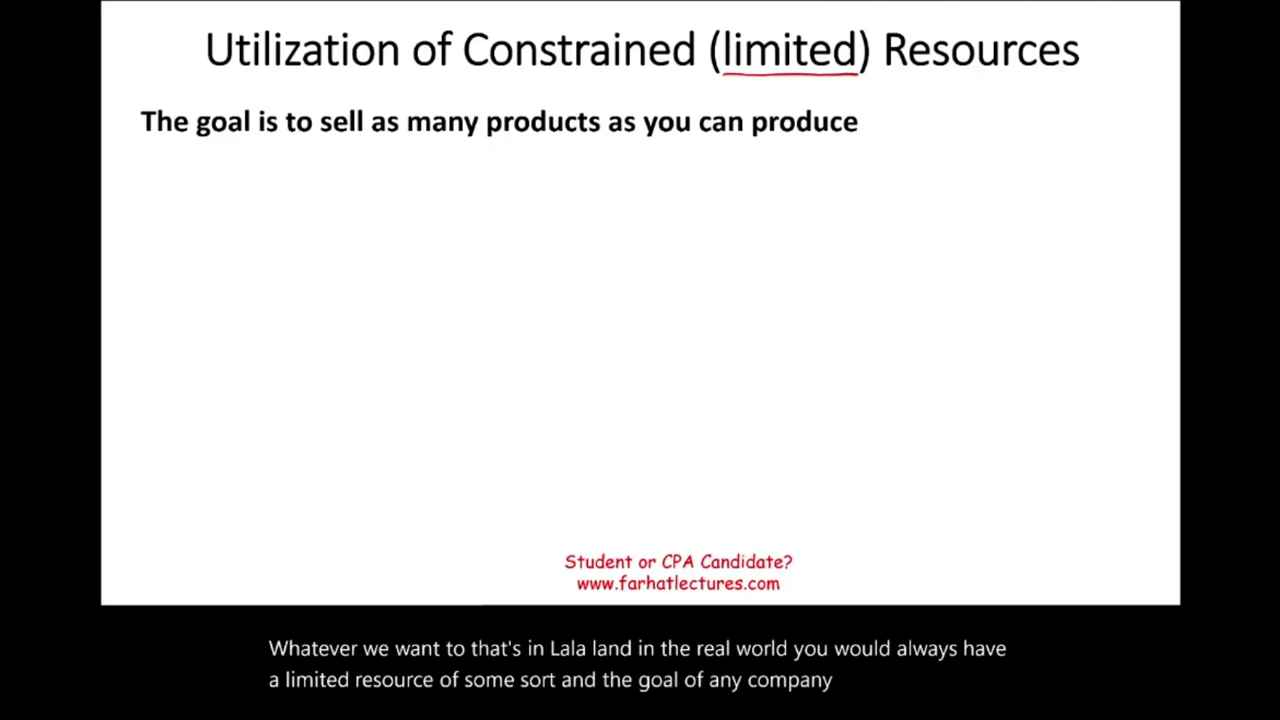 Utilization of Constrained (limited) Resources
The goal is to sell as many products as you can produce
Student or CPA Candidate?
www.farhatlectures.com
Whatever we want to that's in Lala land in the real world you would always have
a limited resource of some sort and the goal of any company